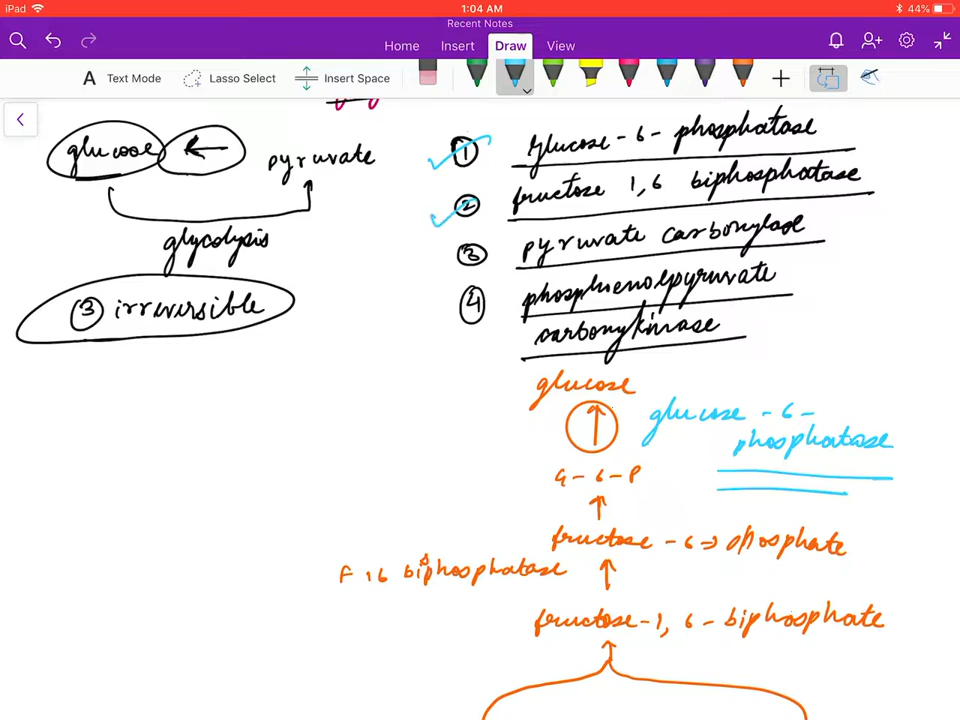 iPad
1:04 AM
44%
Recent Notes
Home Insert Draw View
A Text Mode Lasso Select Insert Space
glucose ← pyruvate
glycolysis
③ irreversible
① Glucose-6-phosphatase
② fructose 1,6 biphosphatase
③ pyruvate carboxylase
④ phosphoenolpyruvate
carboxykinase
glucose
↑ glucose -6-
phosphatase
G-6-P
↑
fructose -6-> phosphate
F 1,6 bisphosphatase ↑
fructose-1, 6-biphosphate